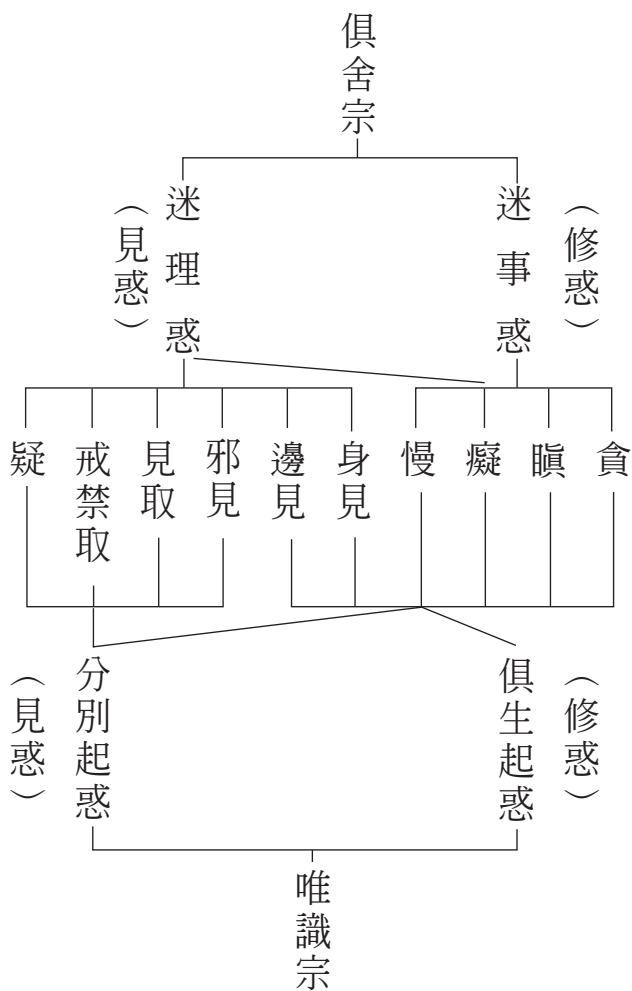 俱舍宗
（修惑）
迷事惑
迷理惑
（見惑）
貪
瞋
癡
慢
身見
邊見
邪見
見取
戒禁取
疑
（修惑）
俱生起惑
分別起惑
（見惑）
唯識宗